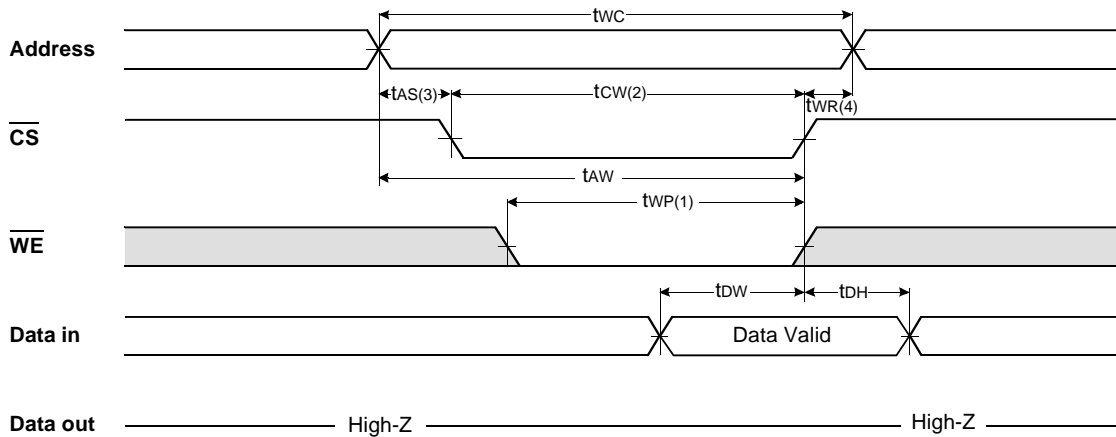 tWC
Address
tAS(3) tCW(2) tWR(4)
CS
tAW
tWP(1)
WE
tDW tDH
Data in Data Valid
Data out High-Z High-Z